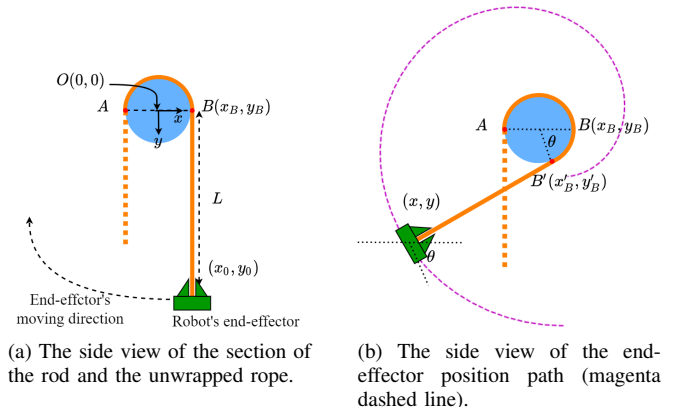 O(0,0)
A
B(x_B, y_B)
x
y
L
(x_0, y_0)
End-effctor's
moving direction
Robot's end-effector
(a) The side view of the section of
the rod and the unwrapped rope.
A
B(x_B, y_B)
θ
B'(x'_B, y'_B)
(x, y)
θ
(b) The side view of the end-
effector position path (magenta
dashed line).